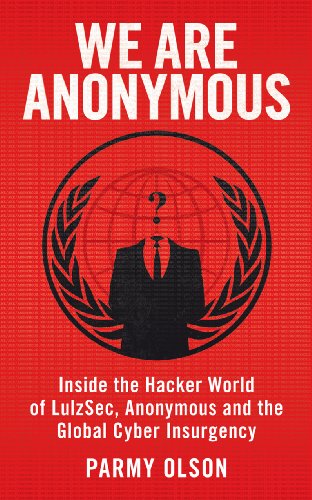 WE ARE
ANONYMOUS
?
Inside the Hacker World
of LulzSec, Anonymous and the
Global Cyber Insurgency
PARMY OLSON